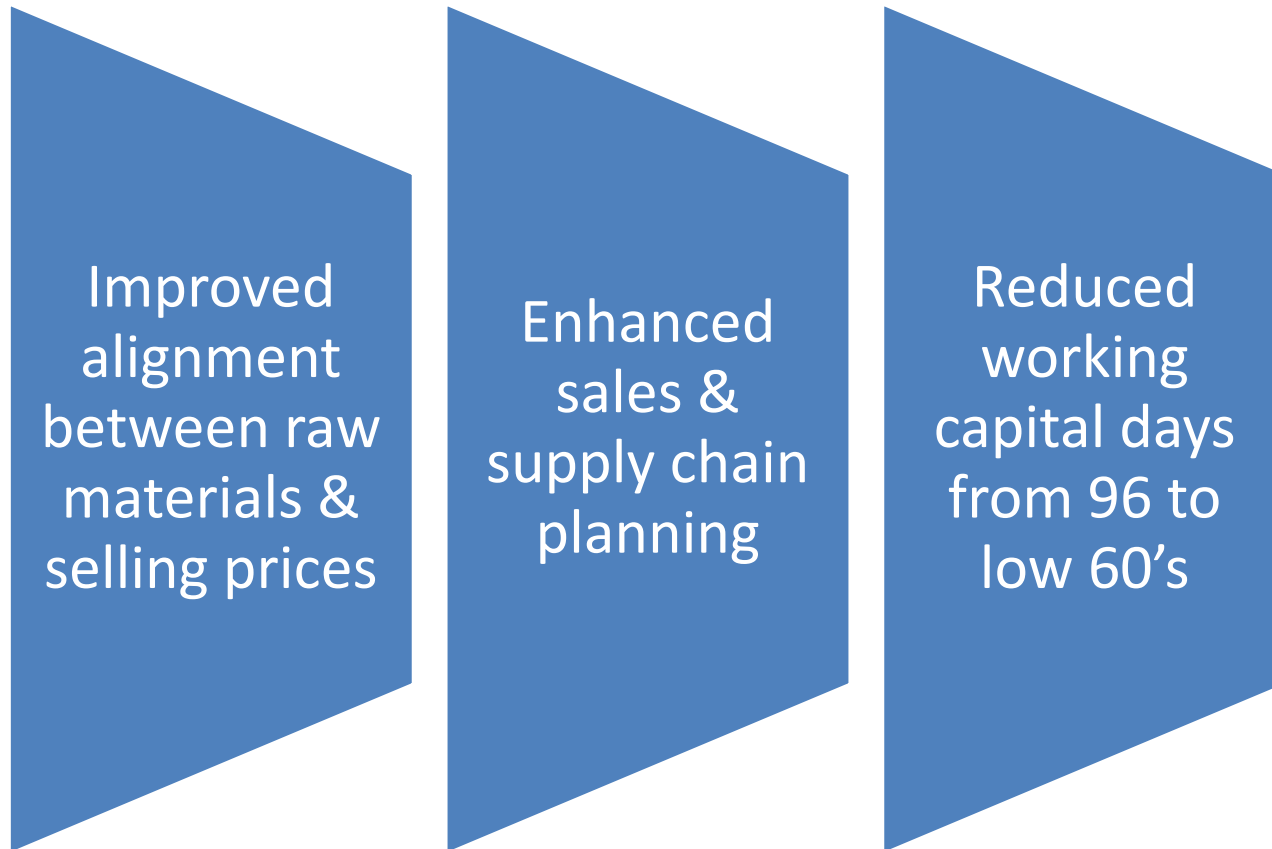 Improved
alignment
between raw
materials &
selling prices
Enhanced
sales &
supply chain
planning
Reduced
working
capital days
from 96 to
low 60’s